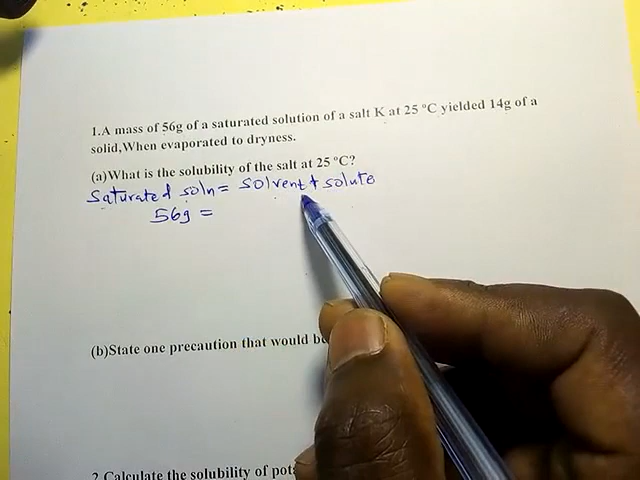 1.A mass of 56g of a saturated solution of a salt K at 25 °C yielded 14g of a
solid,When evaporated to dryness.
(a)What is the solubility of the salt at 25 °C?
Saturated soln = solvent + solute
56g =
(b)State one precaution that would
2.Calculate the solubility of